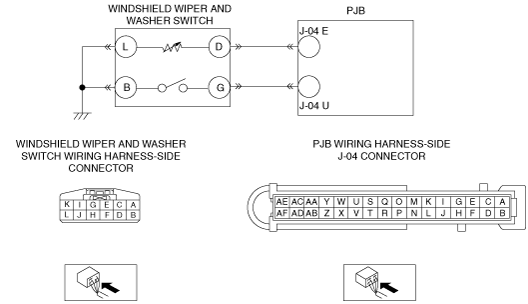 WINDSHIELD WIPER AND
WASHER SWITCH
PJB
L
D
J-04 E
B
G
J-04 U
WINDSHIELD WIPER AND WASHER
SWITCH WIRING HARNESS-SIDE
CONNECTOR
K I G E C A
L J H F D B
PJB WIRING HARNESS-SIDE
J-04 CONNECTOR
AE AC AA Y W U S Q O M K I G E C A
AF AD AB Z X V T R P N L J H F D B